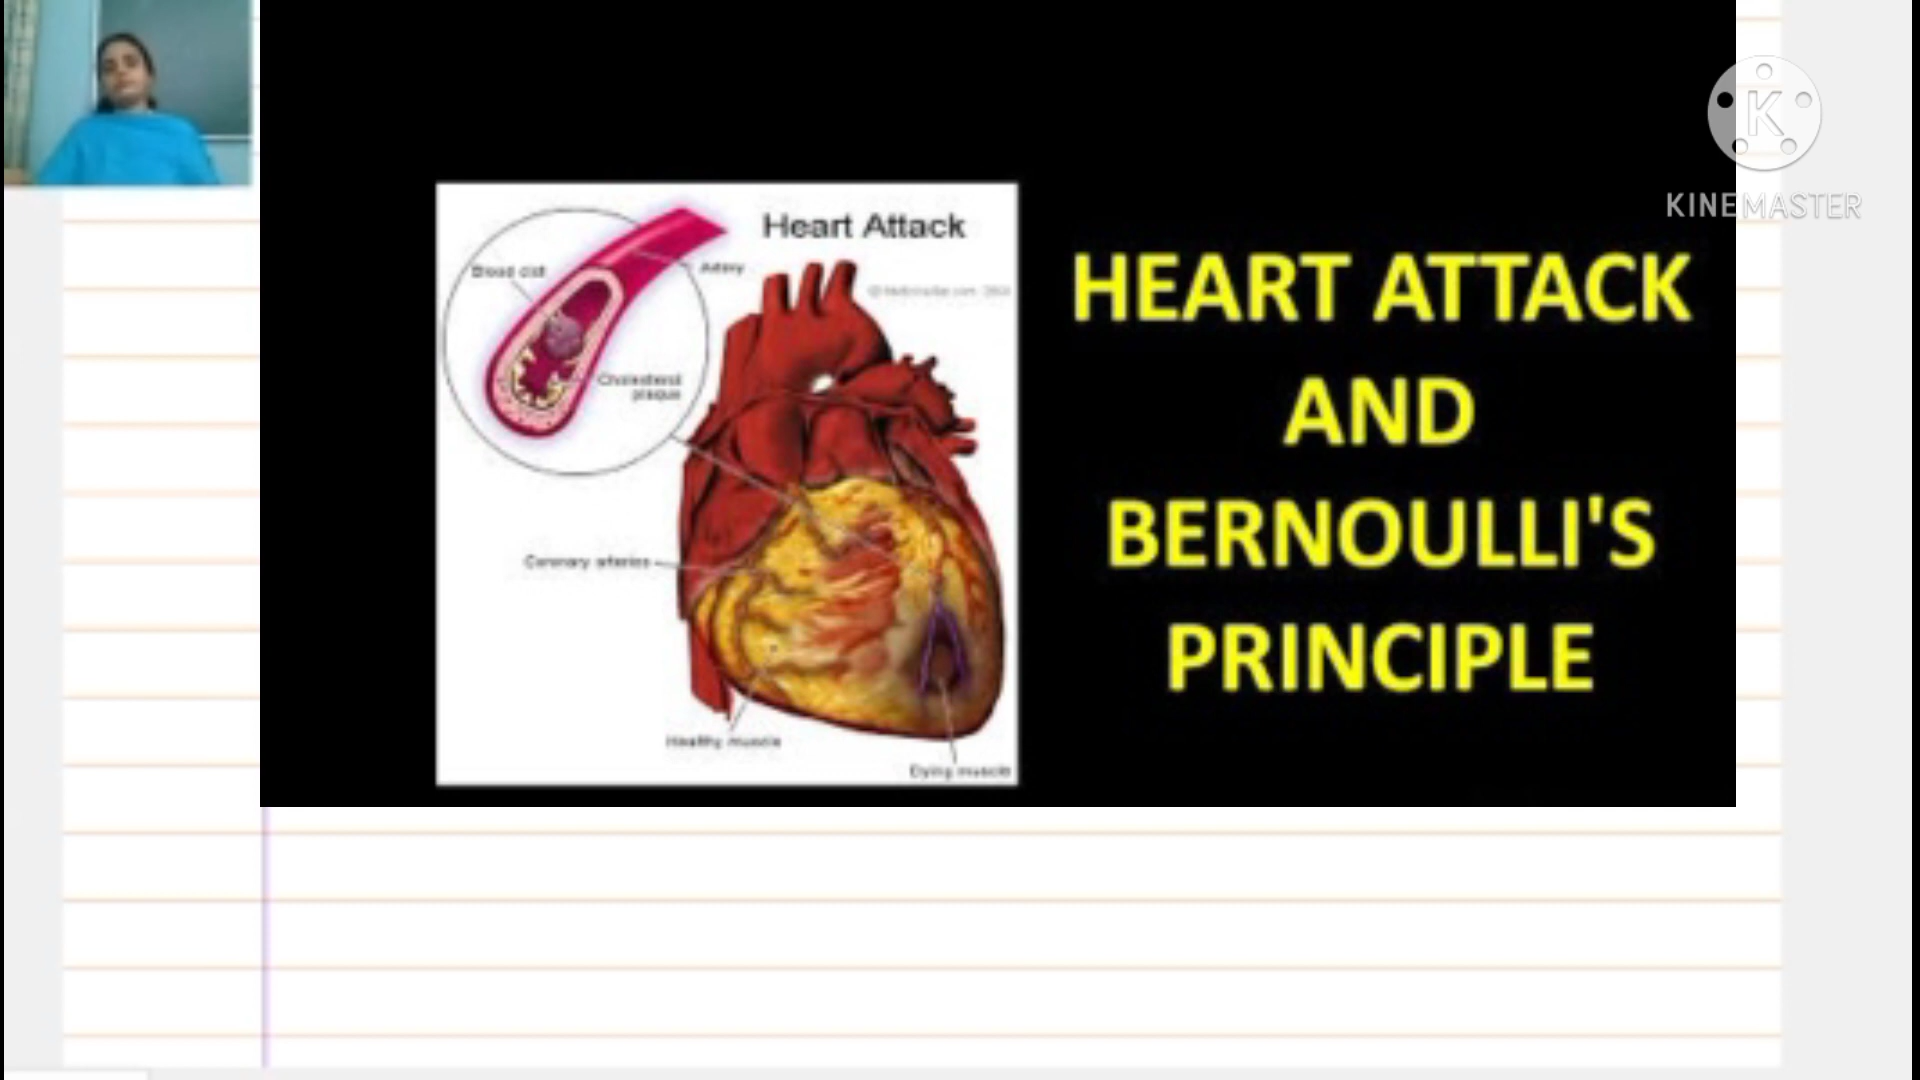 Heart Attack
Blood clot
Artery
Cholesterol
plaque
Coronary arteries
Healthy muscle
Dying muscle
HEART ATTACK
AND
BERNOULLI'S
PRINCIPLE
K
KINEMASTER